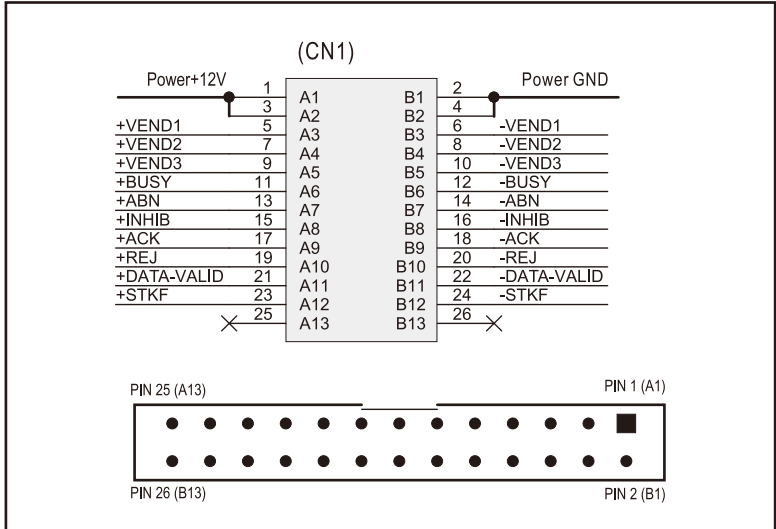 (CN1)
Power+12V 1 A1 B1 2 Power GND
3 A2 B2 4
+VEND1 5 A3 B3 6 -VEND1
+VEND2 7 A4 B4 8 -VEND2
+VEND3 9 A5 B5 10 -VEND3
+BUSY 11 A6 B6 12 -BUSY
+ABN 13 A7 B7 14 -ABN
+INHIB 15 A8 B8 16 -INHIB
+ACK 17 A9 B9 18 -ACK
+REJ 19 A10 B10 20 -REJ
+DATA-VALID 21 A11 B11 22 -DATA-VALID
+STKF 23 A12 B12 24 -STKF
25 A13 B13 26
PIN 25 (A13) PIN 1 (A1)
PIN 26 (B13) PIN 2 (B1)